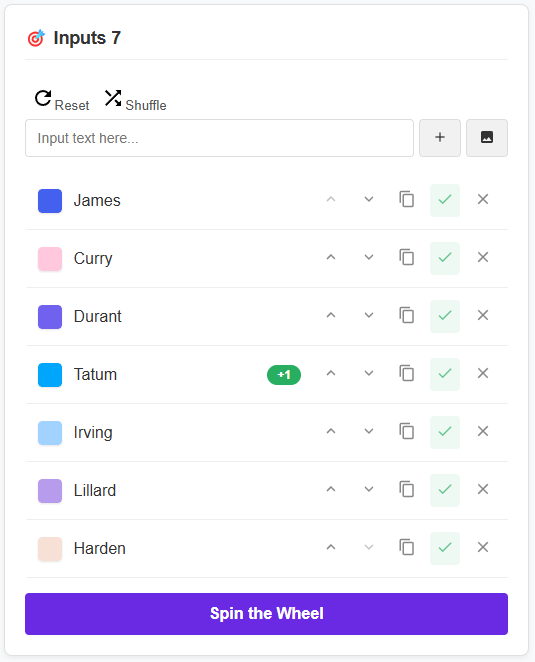 Inputs 7
Reset Shuffle
Input text here...
James
Curry
Durant
Tatum +1
Irving
Lillard
Harden
Spin the Wheel